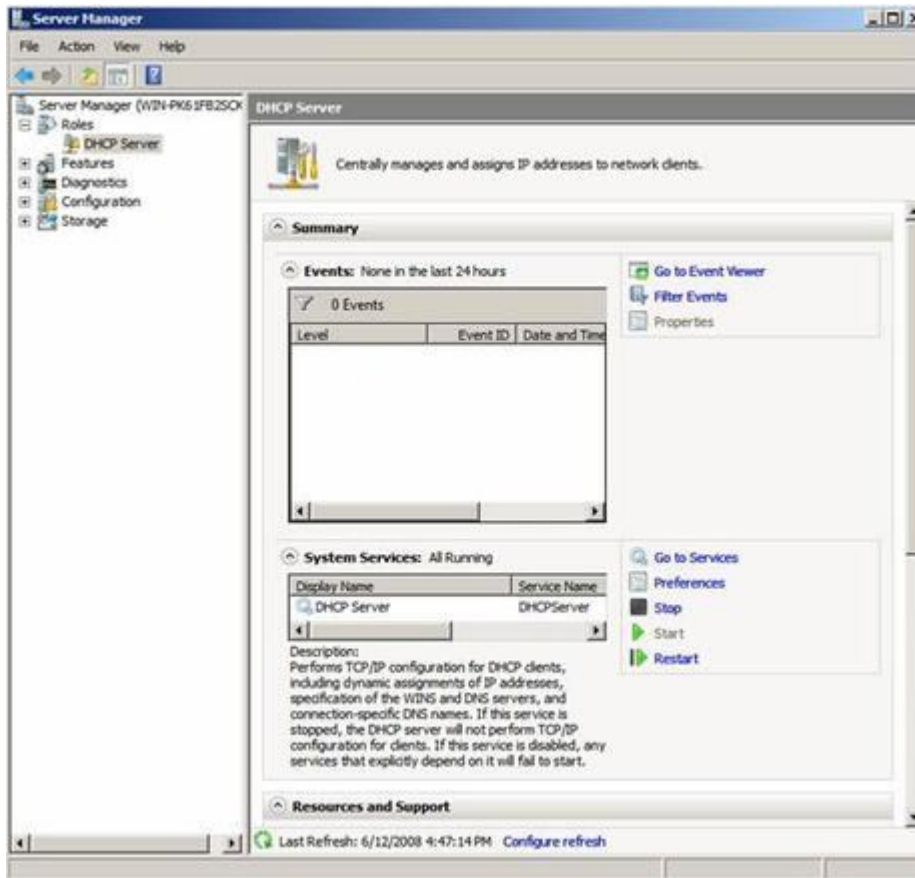 Server Manager
File Action View Help
Server Manager (WIN-PK61FB2SCK
Roles
DHCP Server
Features
Diagnostics
Configuration
Storage
DHCP Server
Centrally manages and assigns IP addresses to network clients.
Summary
Events: None in the last 24 hours
0 Events
Level Event ID Date and Time
Go to Event Viewer
Filter Events
Properties
System Services: All Running
Display Name Service Name
DHCP Server DHCPServer
Description:
Performs TCP/IP configuration for DHCP clients,
including dynamic assignments of IP addresses,
specification of the WINS and DNS servers, and
connection-specific DNS names. If this service is
stopped, the DHCP server will not perform TCP/IP
configuration for clients. If this service is disabled, any
services that explicitly depend on it will fail to start.
Go to Services
Preferences
Stop
Start
Restart
Resources and Support
Last Refresh: 6/12/2008 4:47:14 PM Configure refresh